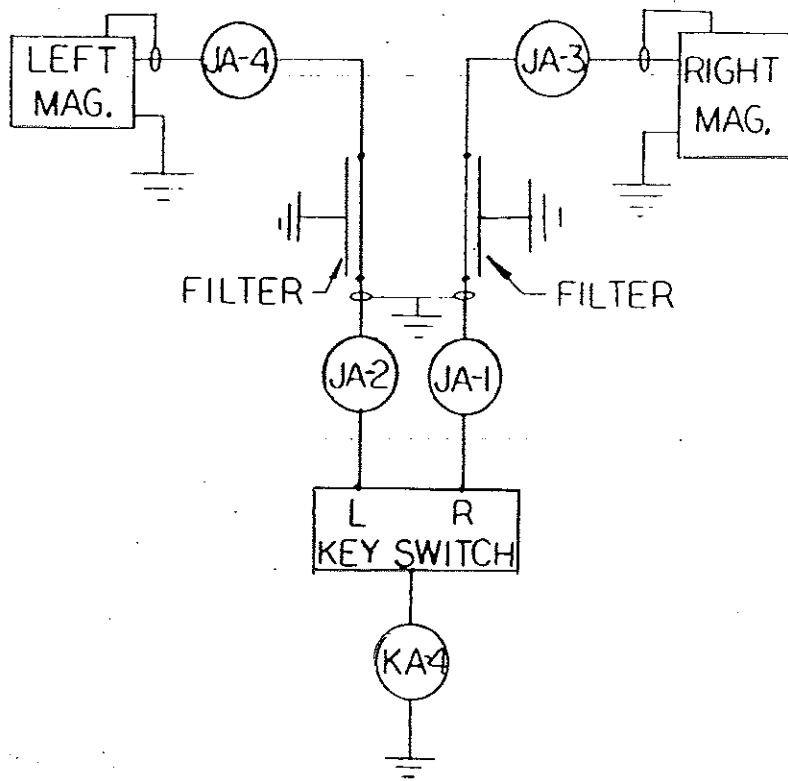 LEFT
MAG.
JA-4
JA-3
RIGHT
MAG.
FILTER
FILTER
JA-2
JA-1
L
R
KEY SWITCH
KA-4